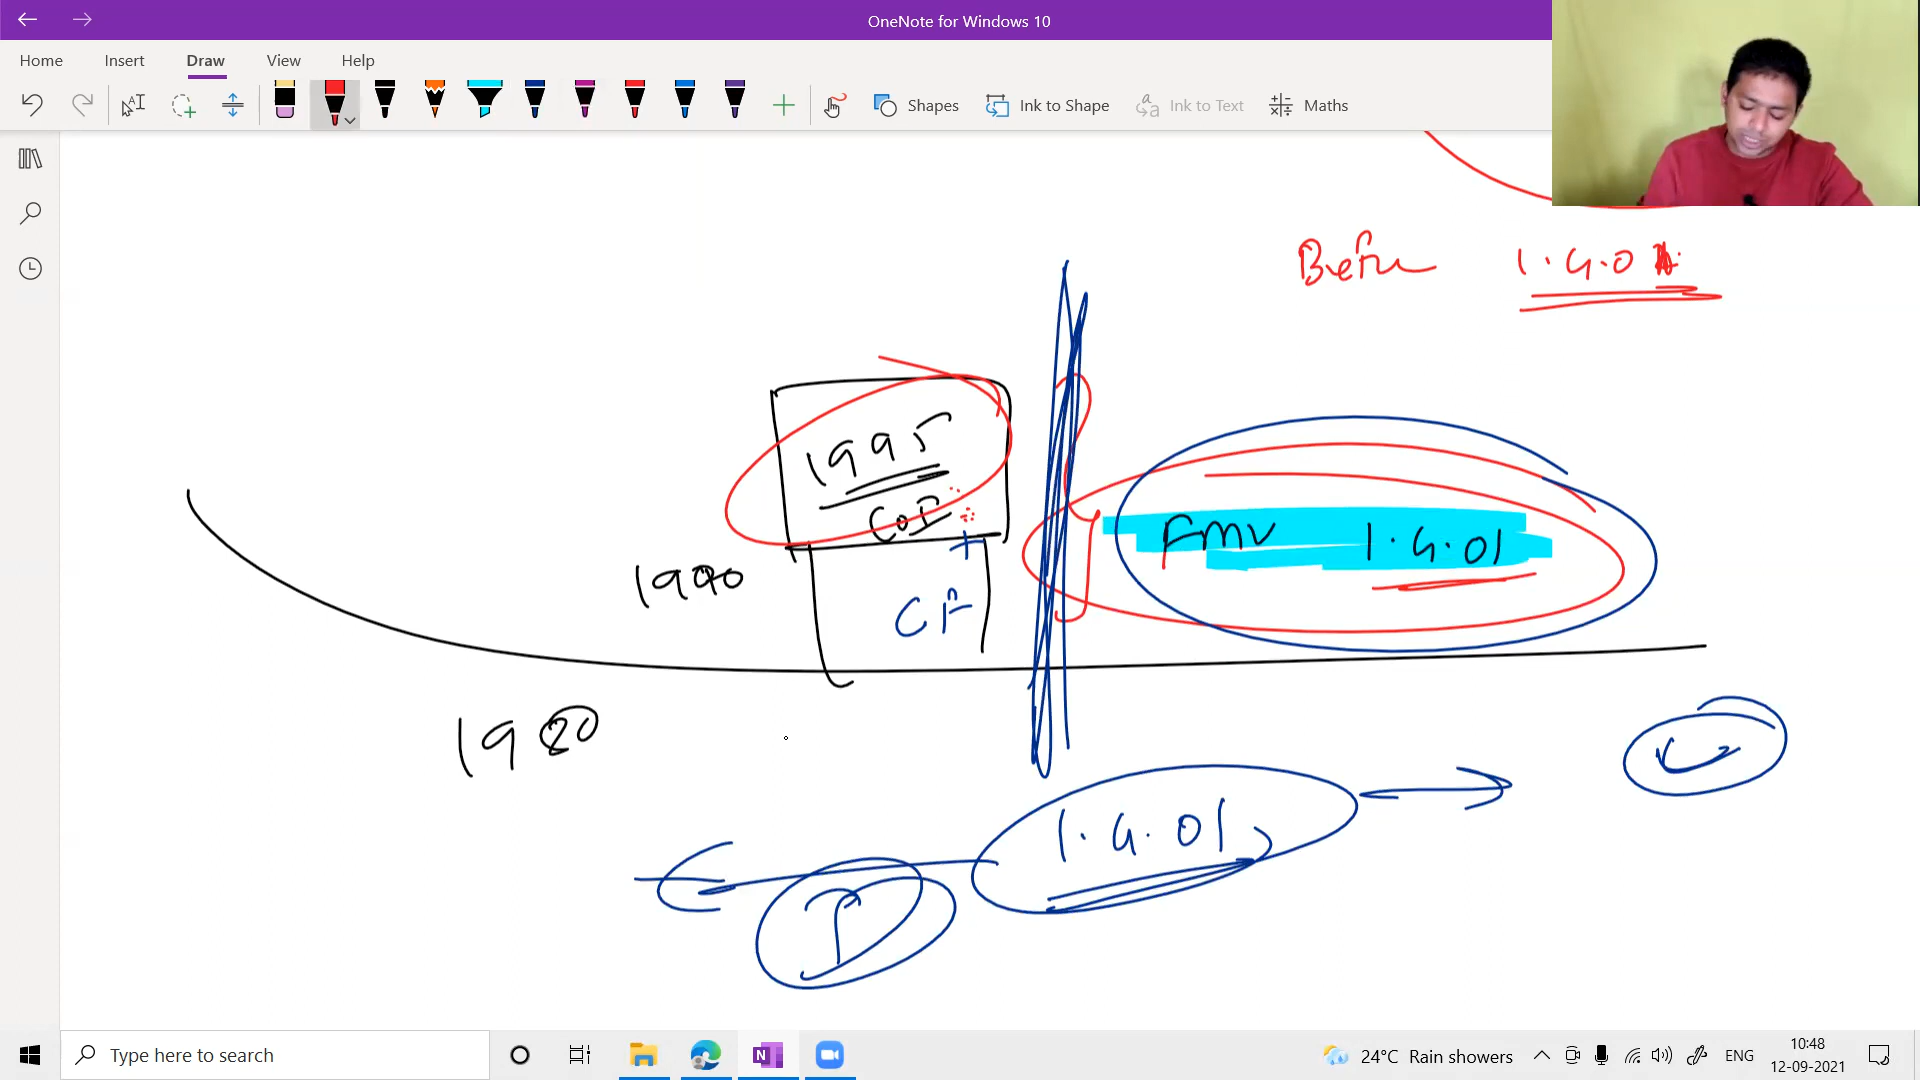 OneNote for Windows 10
Home Insert Draw View Help
Shapes Ink to Shape Ink to Text Maths
1.4.01
1995
COI
+
FMV 1.4.01
1990
CF
1920
1.4.01
P
Type here to search
24°C Rain showers
ENG
10:48
12-09-2021